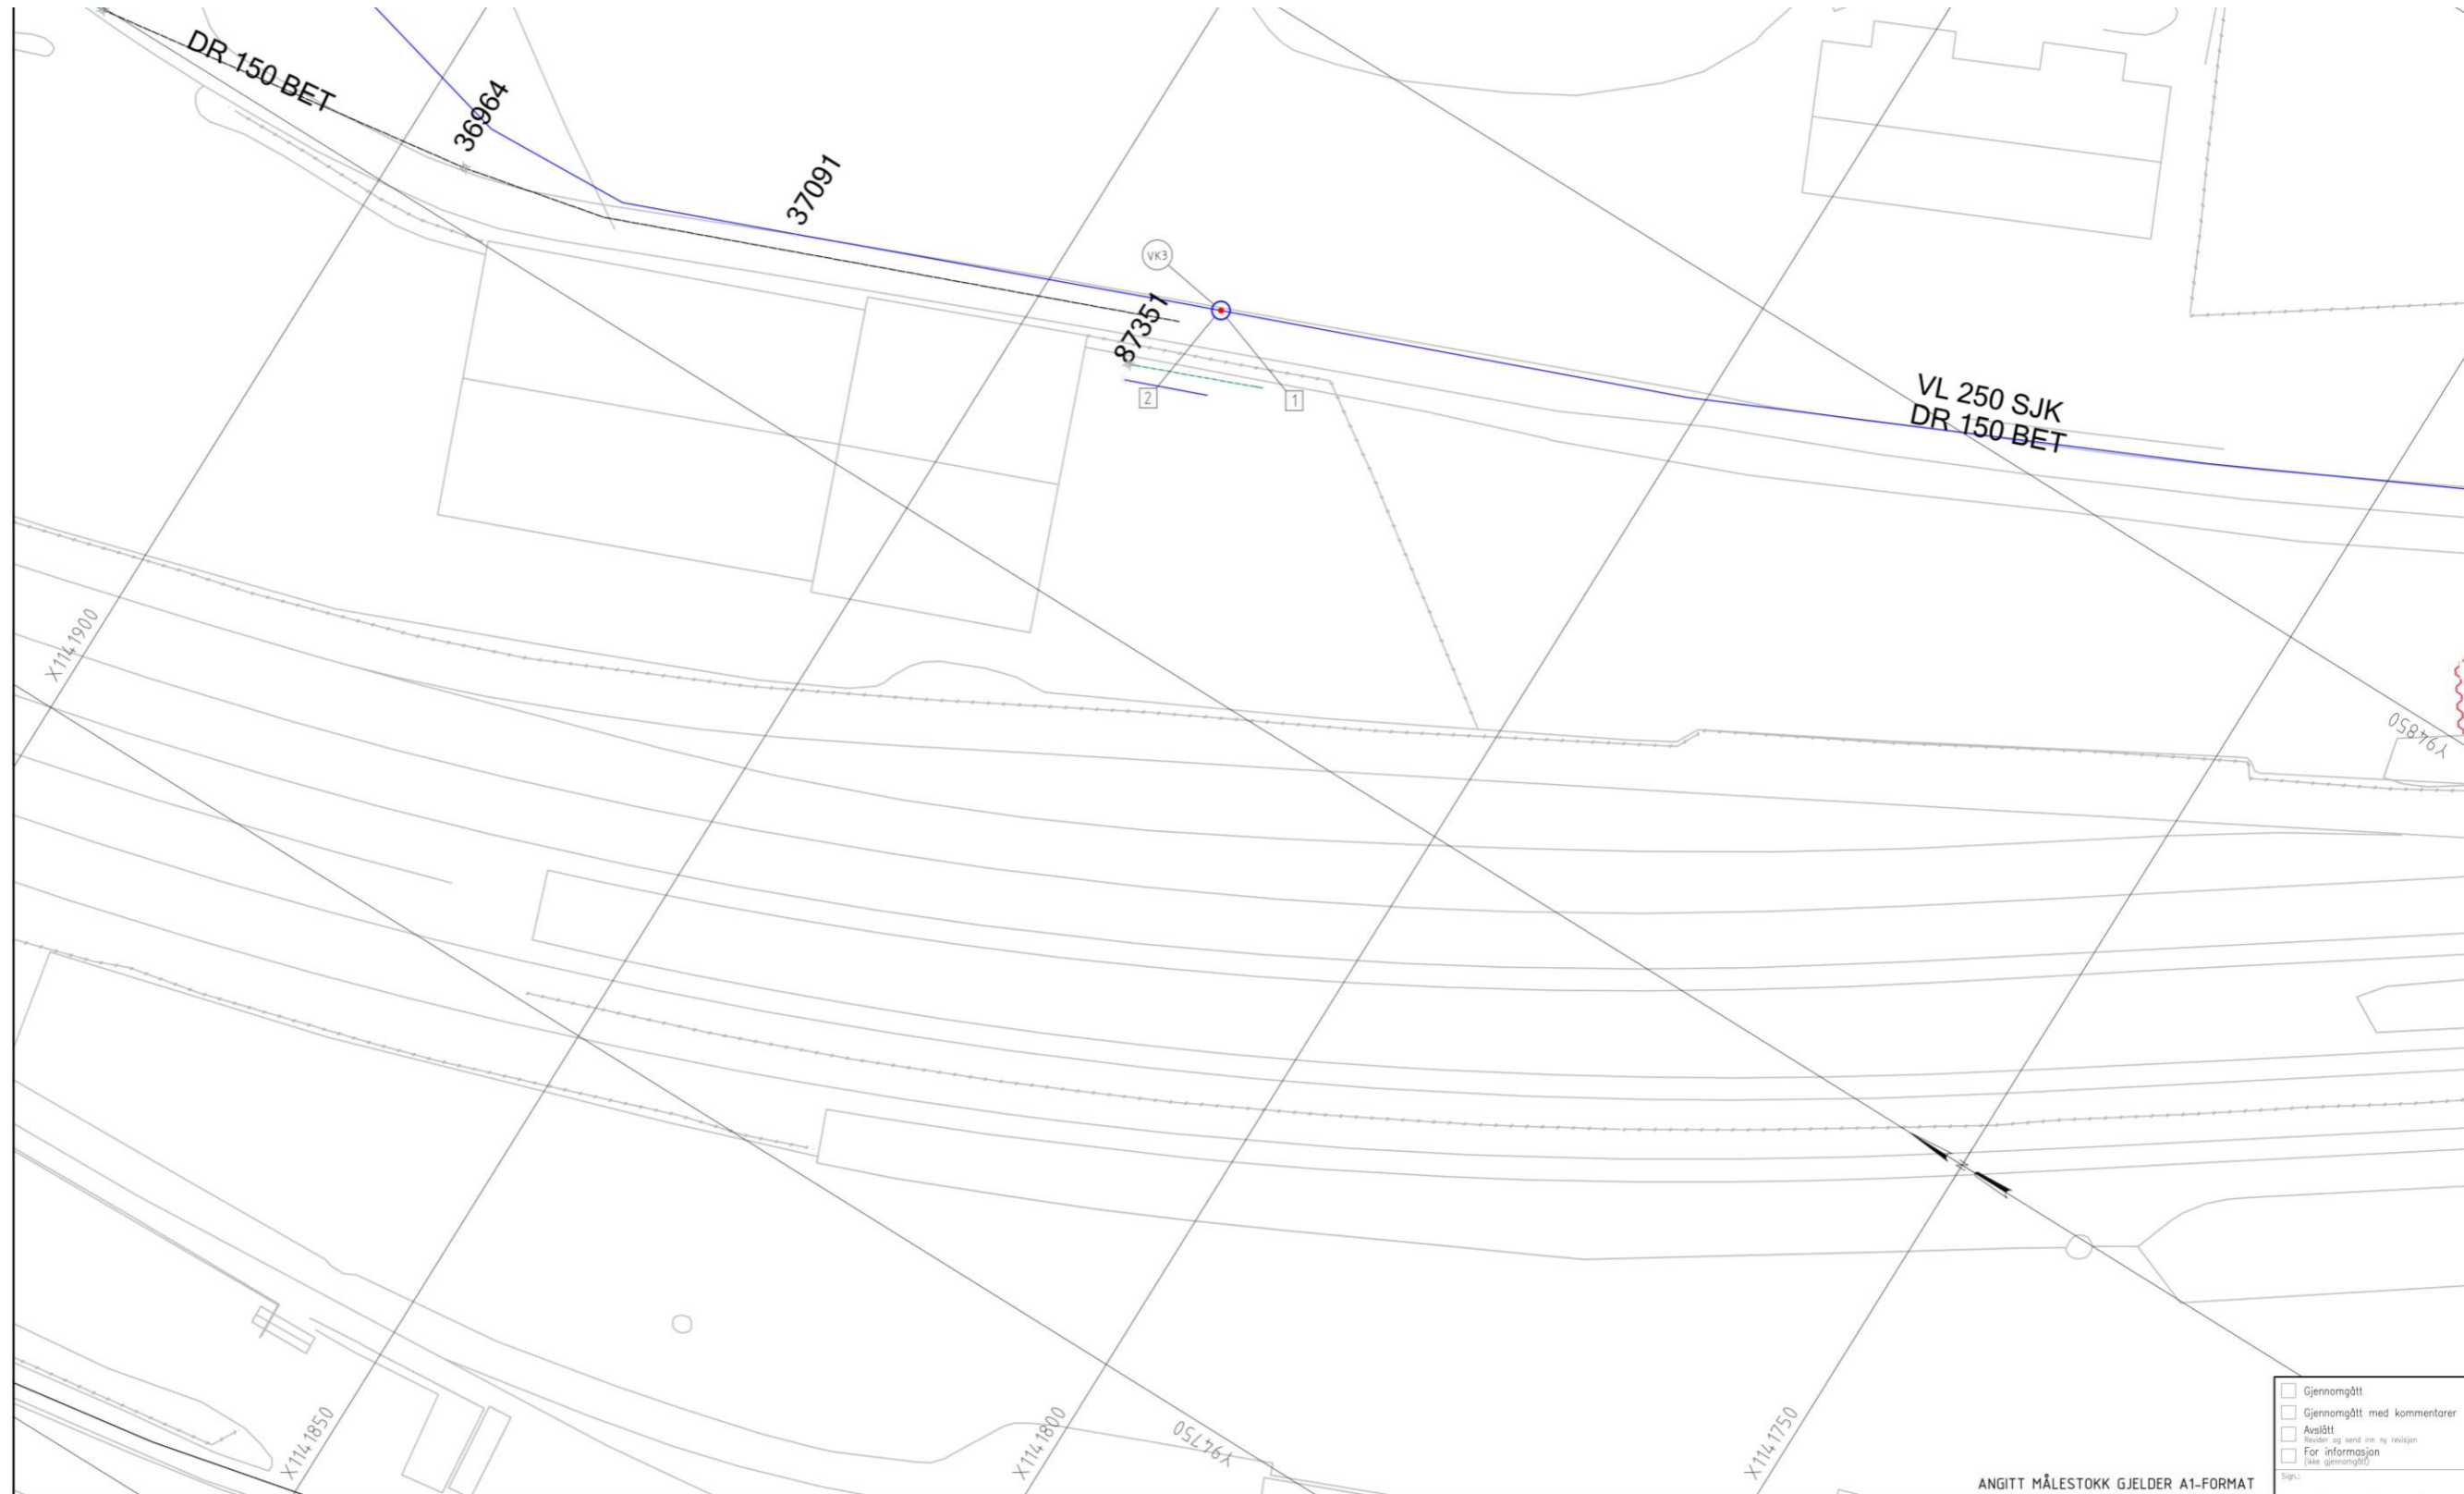 DR 150 BET
36964
37091
VK3
87351
2
1
VL 250 SJK
DR 150 BET
X1141900
Y94850
N
X1141850
X1141800
Y94750
X1141750
Gjennomgått
Gjennomgått med kommentarer
Avslått
Revider og send inn ny revisjon
For informasjon
(ikke gjennomgått)
Sign.:
ANGITT MÅLESTOKK GJELDER A1-FORMAT